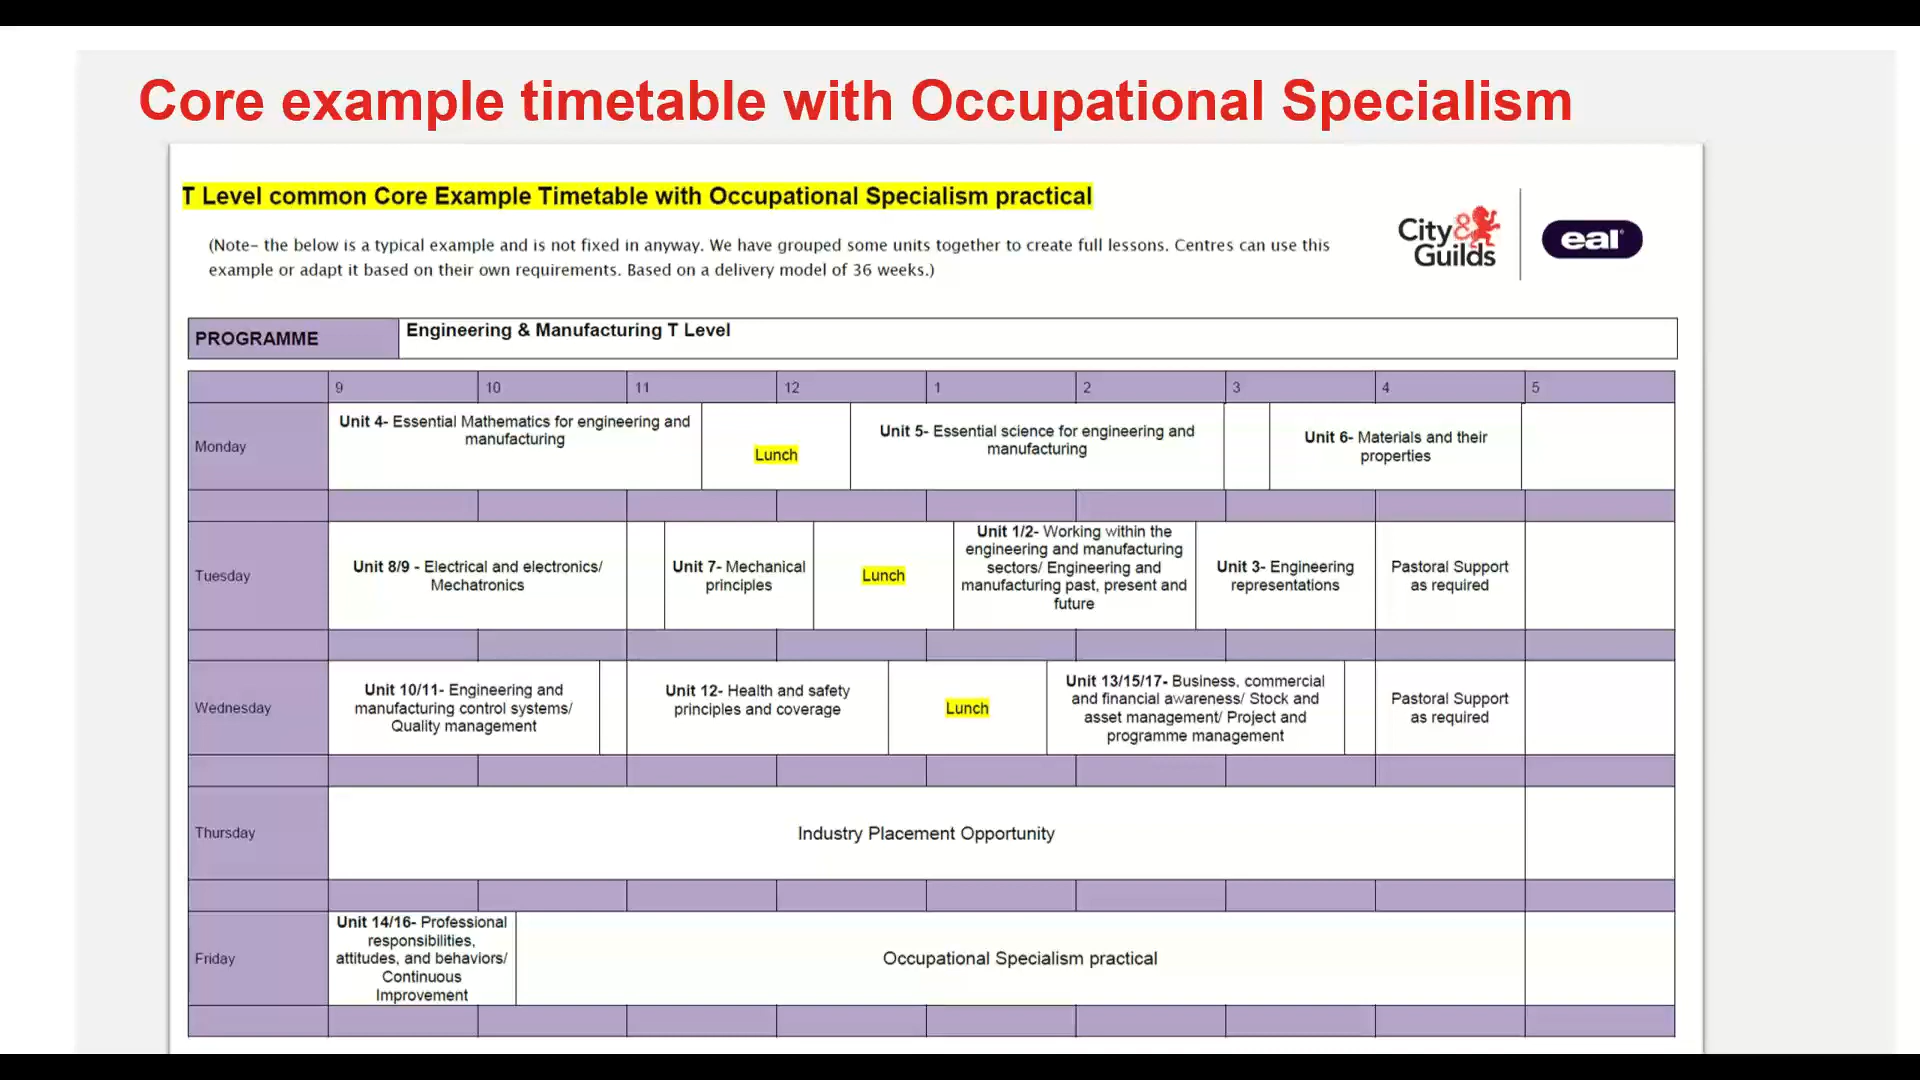 Core example timetable with Occupational Specialism
T Level common Core Example Timetable with Occupational Specialism practical
(Note- the below is a typical example and is not fixed in anyway. We have grouped some units together to create full lessons. Centres can use this
example or adapt it based on their own requirements. Based on a delivery model of 36 weeks.)
City & Guilds
eal
PROGRAMME
Engineering & Manufacturing T Level
9 10 11 12 1 2 3 4 5
Monday
Unit 4- Essential Mathematics for engineering and
manufacturing
Lunch
Unit 5- Essential science for engineering and
manufacturing
Unit 6- Materials and their
properties
Tuesday
Unit 8/9 - Electrical and electronics/
Mechatronics
Unit 7- Mechanical
principles
Lunch
Unit 1/2- Working within the
engineering and manufacturing
sectors/ Engineering and
manufacturing past, present and
future
Unit 3- Engineering
representations
Pastoral Support
as required
Wednesday
Unit 10/11- Engineering and
manufacturing control systems/
Quality management
Unit 12- Health and safety
principles and coverage
Lunch
Unit 13/15/17- Business, commercial
and financial awareness/ Stock and
asset management/ Project and
programme management
Pastoral Support
as required
Thursday
Industry Placement Opportunity
Friday
Unit 14/16- Professional
responsibilities,
attitudes, and behaviors/
Continuous
Improvement
Occupational Specialism practical